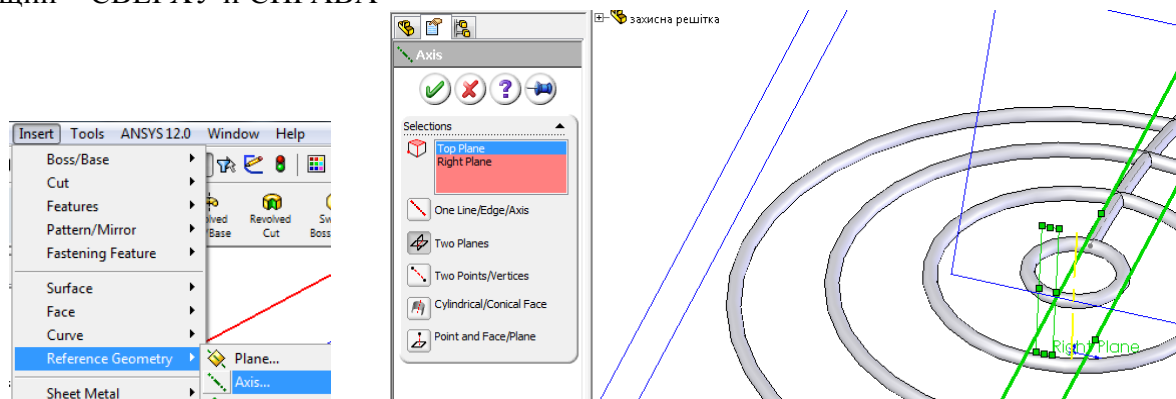 СВЕРХУ и СПРАВА
Insert Tools ANSYS 12.0 Window Help
Boss/Base
Cut
Features
Pattern/Mirror
Fastening Feature
Surface
Face
Curve
Reference Geometry
Sheet Metal
Plane...
Axis...
Revolved
Cut
Axis
Selections
Top Plane
Right Plane
One Line/Edge/Axis
Two Planes
Two Points/Vertices
Cylindrical/Conical Face
Point and Face/Plane
захисна решітка
Right Plane